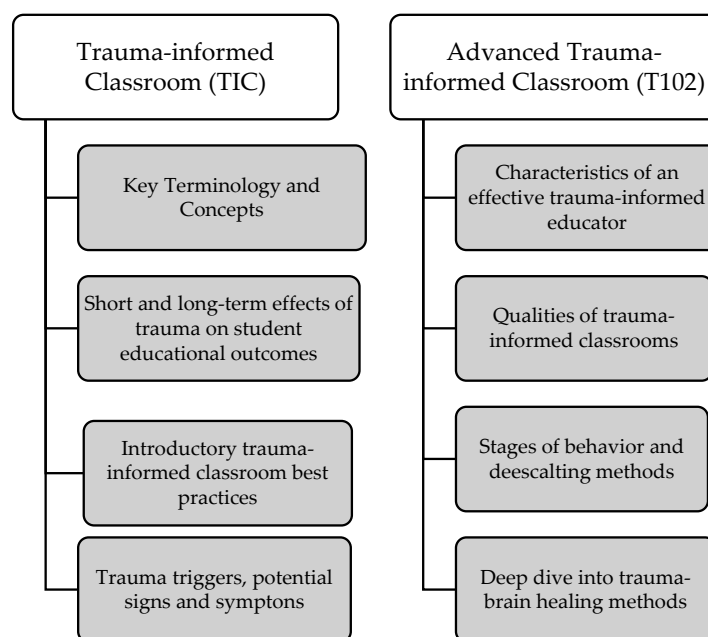 Trauma-informed
Classroom (TIC)
Key Terminology and
Concepts
Short and long-term effects of
trauma on student
educational outcomes
Introductory trauma-
informed classroom best
practices
Trauma triggers, potential
signs and symptons
Advanced Trauma-
informed Classroom (T102)
Characteristics of an
effective trauma-informed
educator
Qualities of trauma-
informed classrooms
Stages of behavior and
deescalting methods
Deep dive into trauma-
brain healing methods